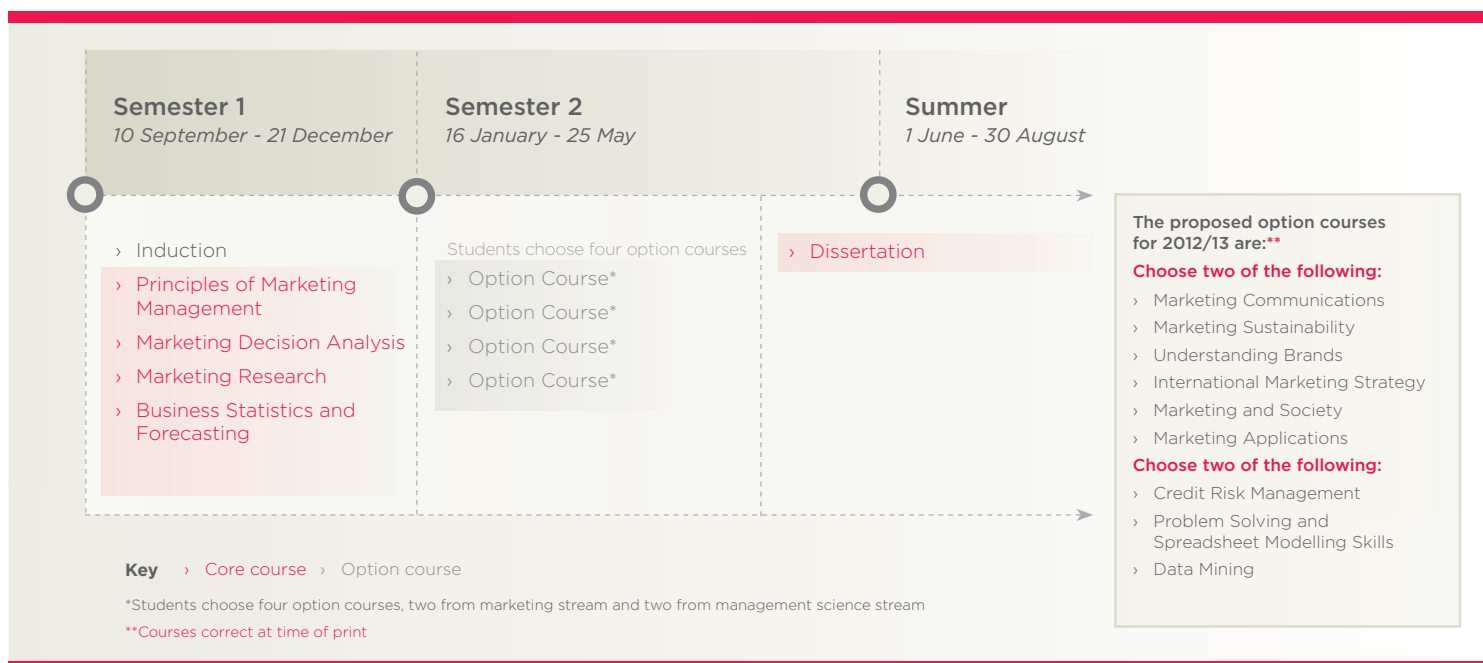 Semester 1
10 September - 21 December
Semester 2
16 January - 25 May
Summer
1 June - 30 August
› Induction
› Principles of Marketing
Management
› Marketing Decision Analysis
› Marketing Research
› Business Statistics and
Forecasting
Students choose four option courses
› Option Course*
› Option Course*
› Option Course*
› Option Course*
› Dissertation
The proposed option courses
for 2012/13 are:**
Choose two of the following:
› Marketing Communications
› Marketing Sustainability
› Understanding Brands
› International Marketing Strategy
› Marketing and Society
› Marketing Applications
Choose two of the following:
› Credit Risk Management
› Problem Solving and
Spreadsheet Modelling Skills
› Data Mining
Key › Core course › Option course
*Students choose four option courses, two from marketing stream and two from management science stream
**Courses correct at time of print